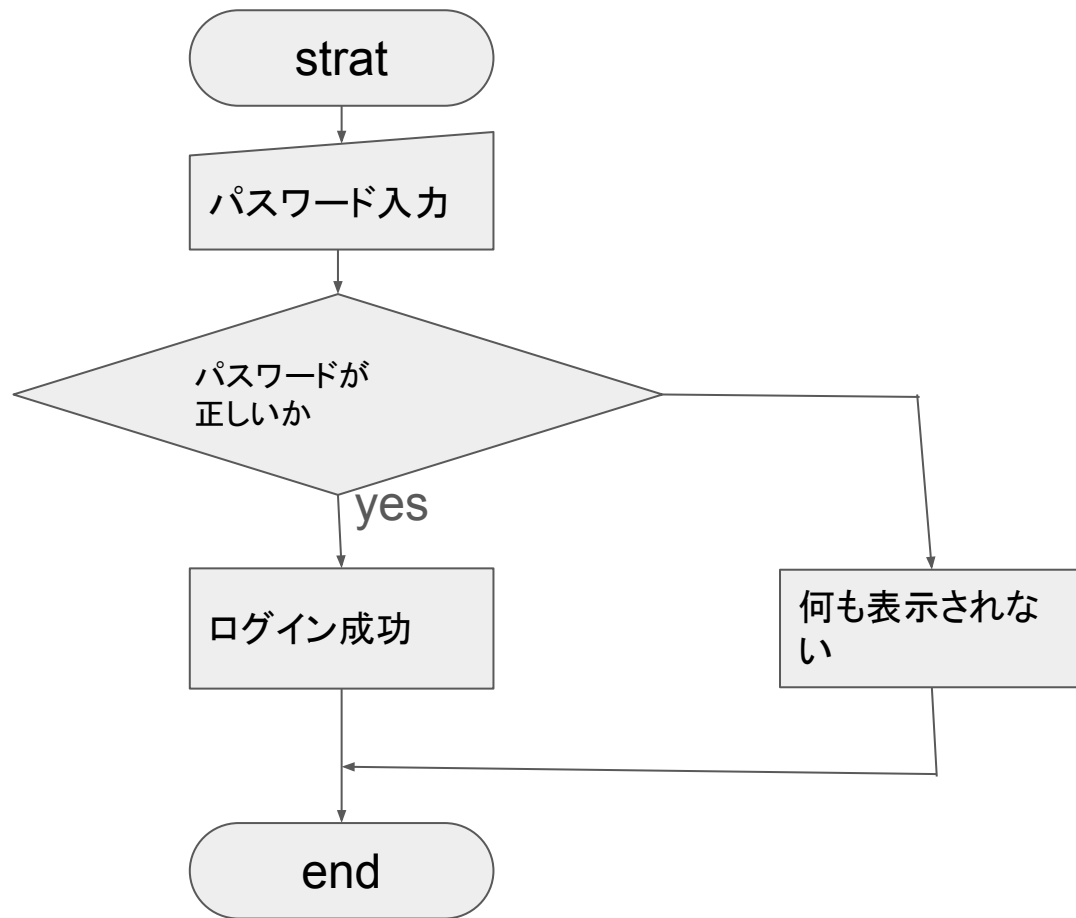 strat
パスワード入力
パスワードが
正しいか
yes
ログイン成功
何も表示されな
い
end